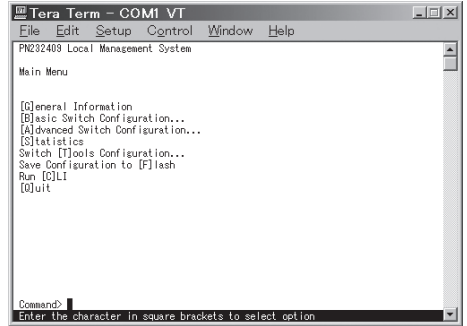 Tera Term - COM1 VT
File Edit Setup Control Window Help
PN232409 Local Management System
Main Menu
[G]eneral Information
[B]asic Switch Configuration...
[A]dvanced Switch Configuration...
[S]tatistics
Switch [T]ools Configuration...
Save Configuration to [F]lash
Run [C]LI
[Q]uit
Command>
Enter the character in square brackets to select option